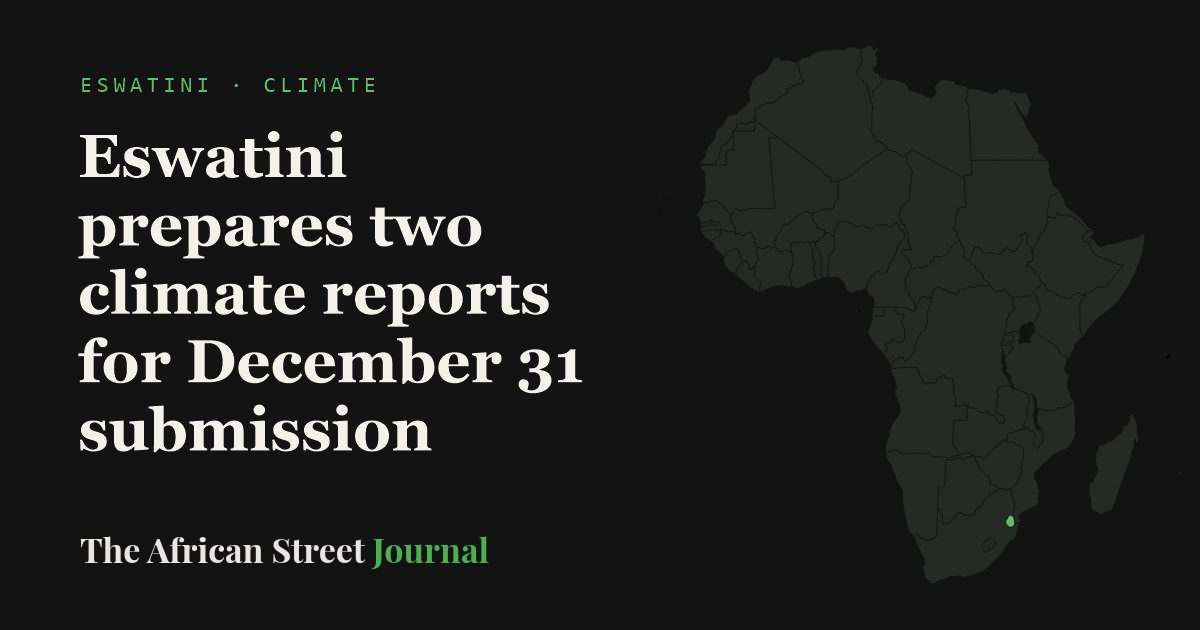 ESWATINI · CLIMATE
Eswatini
prepares two
climate reports
for December 31
submission
The African Street Journal